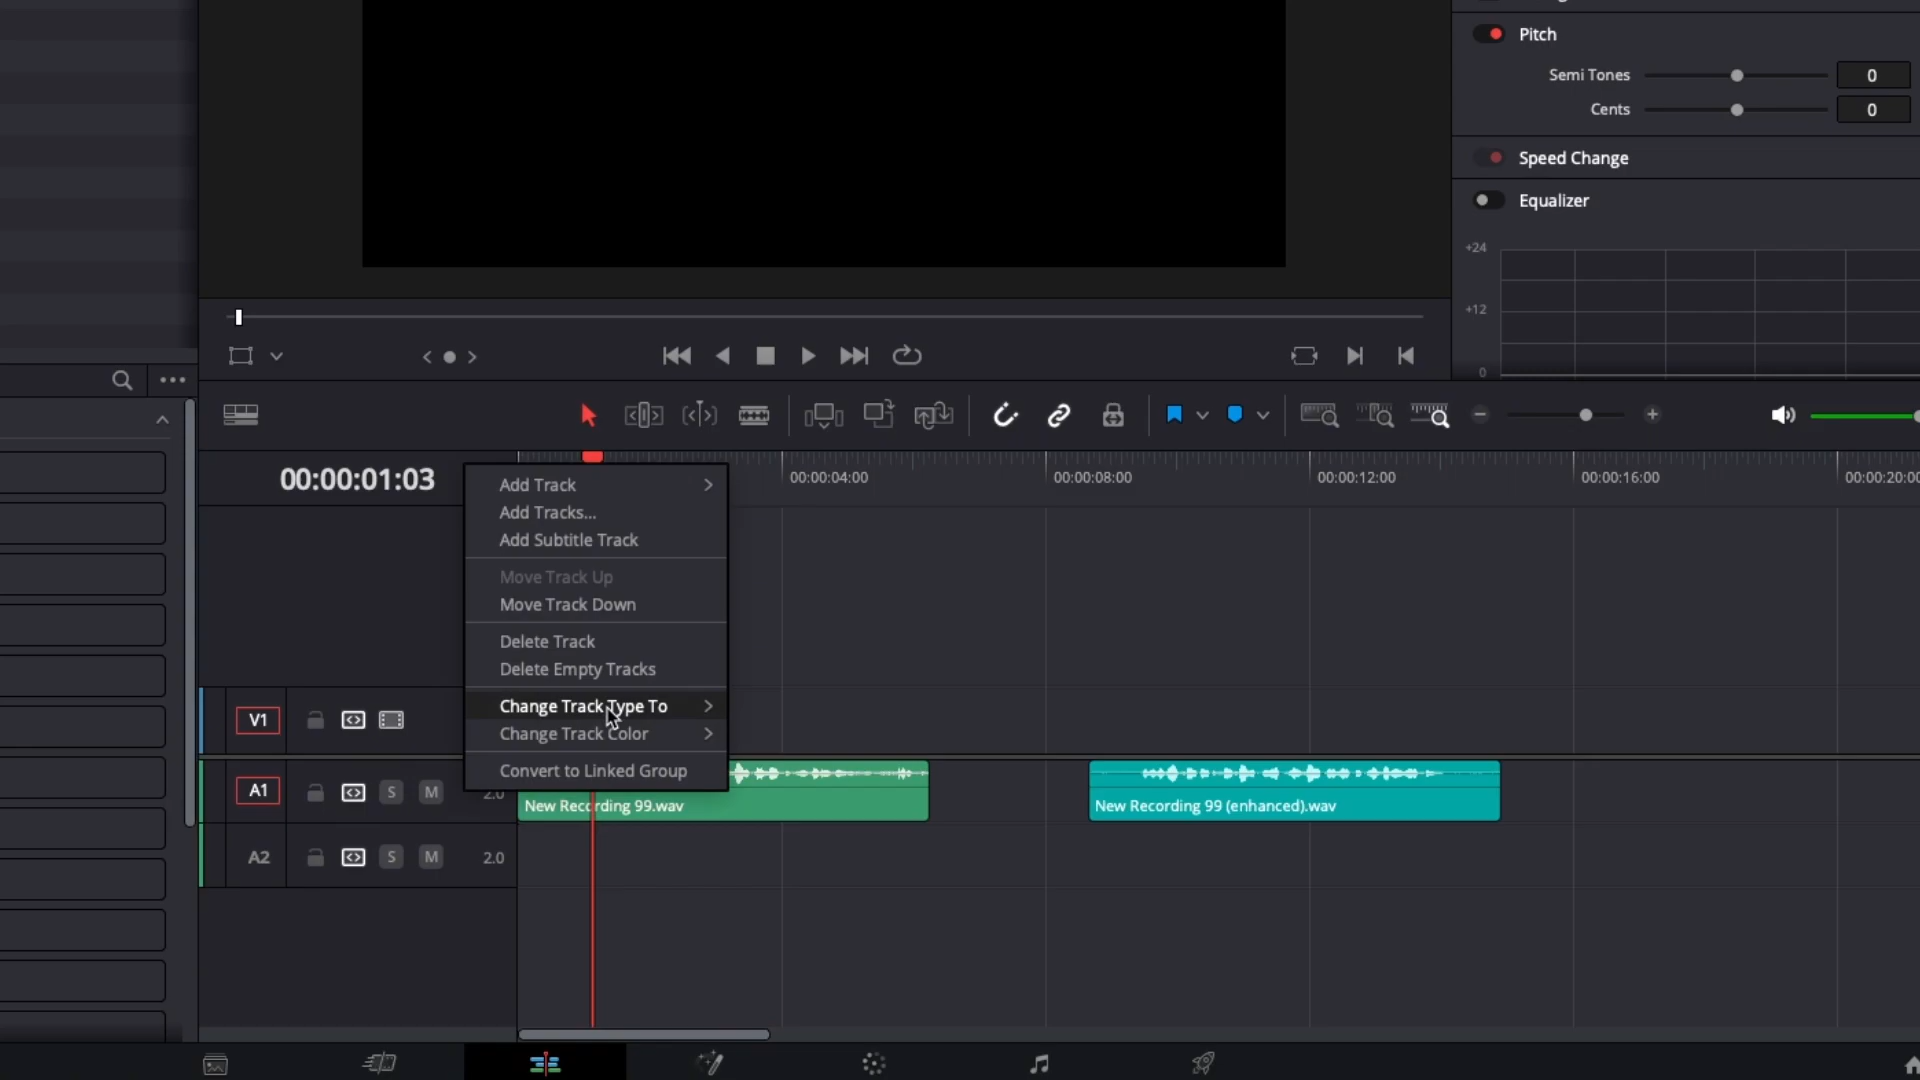 Pitch
Semi Tones 0
Cents 0
Speed Change
Equalizer
+24
+12
0
00:00:01:03
00:00:04:00 00:00:08:00 00:00:12:00 00:00:16:00 00:00:20:00
Add Track
Add Tracks...
Add Subtitle Track
Move Track Up
Move Track Down
Delete Track
Delete Empty Tracks
Change Track Type To
Change Track Color
Convert to Linked Group
V1
A1 S M 2.0
New Recording 99.wav
New Recording 99 (enhanced).wav
A2 S M 2.0